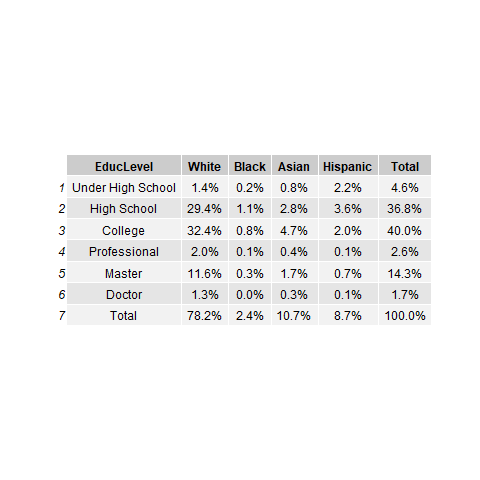 EducLevel White Black Asian Hispanic Total
1 Under High School 1.4% 0.2% 0.8% 2.2% 4.6%
2 High School 29.4% 1.1% 2.8% 3.6% 36.8%
3 College 32.4% 0.8% 4.7% 2.0% 40.0%
4 Professional 2.0% 0.1% 0.4% 0.1% 2.6%
5 Master 11.6% 0.3% 1.7% 0.7% 14.3%
6 Doctor 1.3% 0.0% 0.3% 0.1% 1.7%
7 Total 78.2% 2.4% 10.7% 8.7% 100.0%